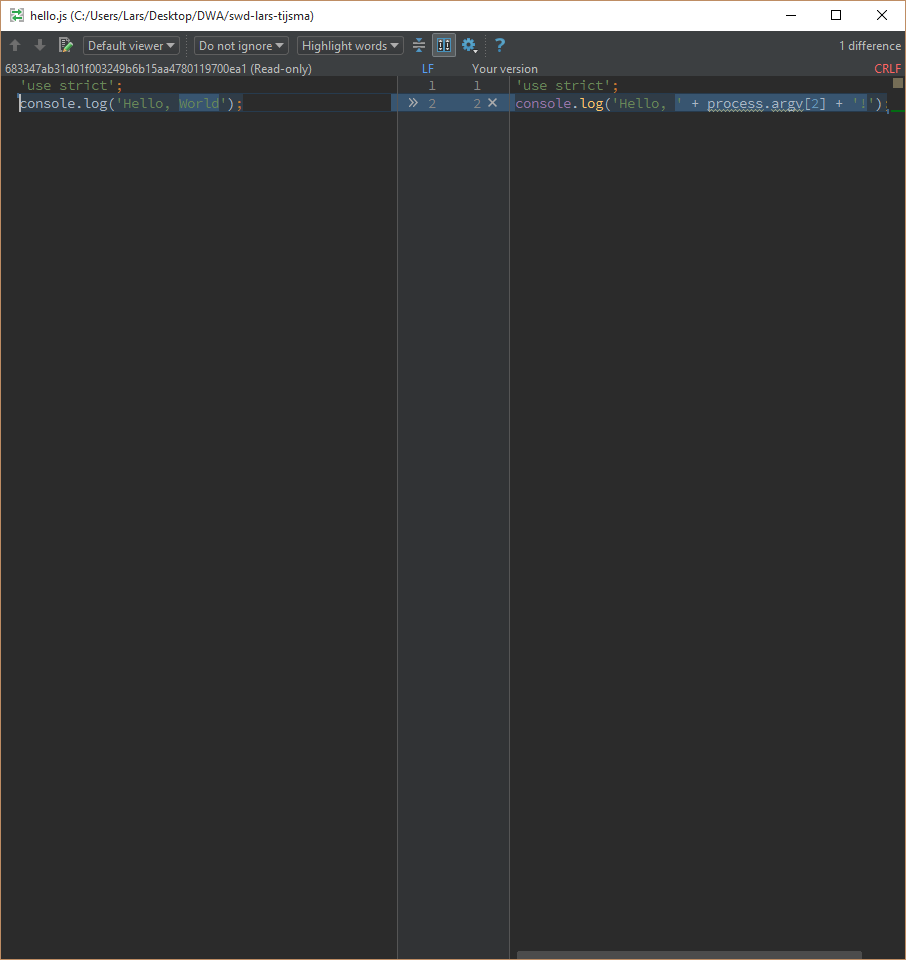 hello.js (C:/Users/Lars/Desktop/DWA/swd-lars-tijsma)
Default viewer Do not ignore Highlight words ? 1 difference
683347ab31d01f003249b6b15aa4780119700ea1 (Read-only) LF Your version CRLF
'use strict'; 1 1 'use strict';
console.log('Hello, World'); » 2 2 × console.log('Hello, ' + process.argv[2] + '!');